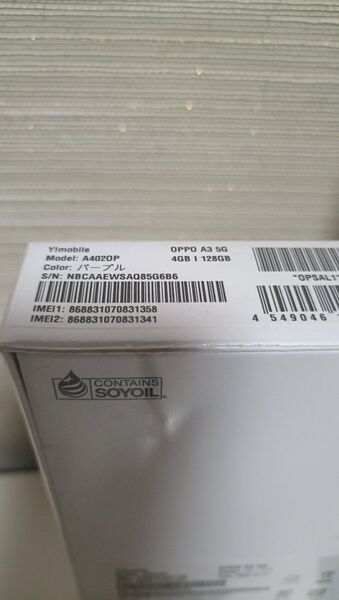 Y!mobile
OPPO A3 5G
Model: A402OP
4GB | 128GB
Color: パープル
S/N: NBCAAEWSAQ85G6B6
"OPSAL1
IMEI1: 868831070831358
IMEI2: 868831070831341
4 549046
CONTAINS
SOYOIL